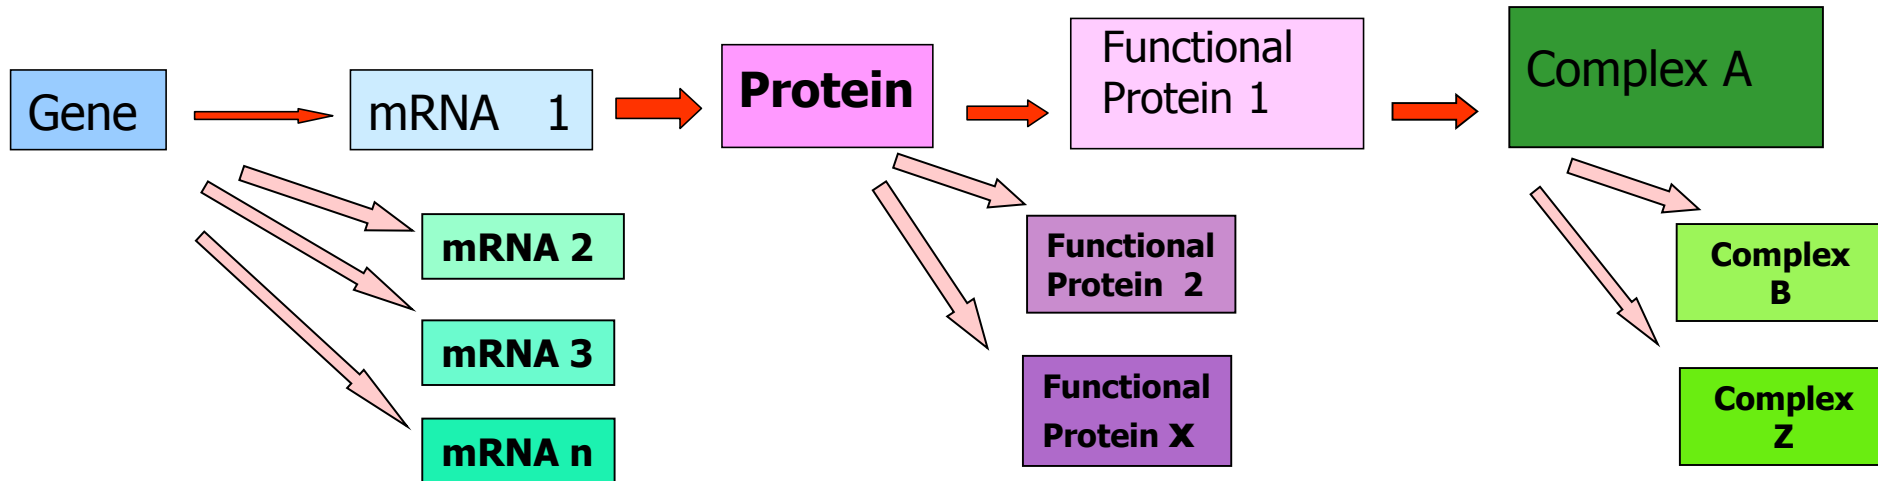 Gene
mRNA 1
Protein
Functional
Protein 1
Complex A
mRNA 2
mRNA 3
mRNA n
Functional
Protein 2
Functional
Protein X
Complex
B
Complex
Z